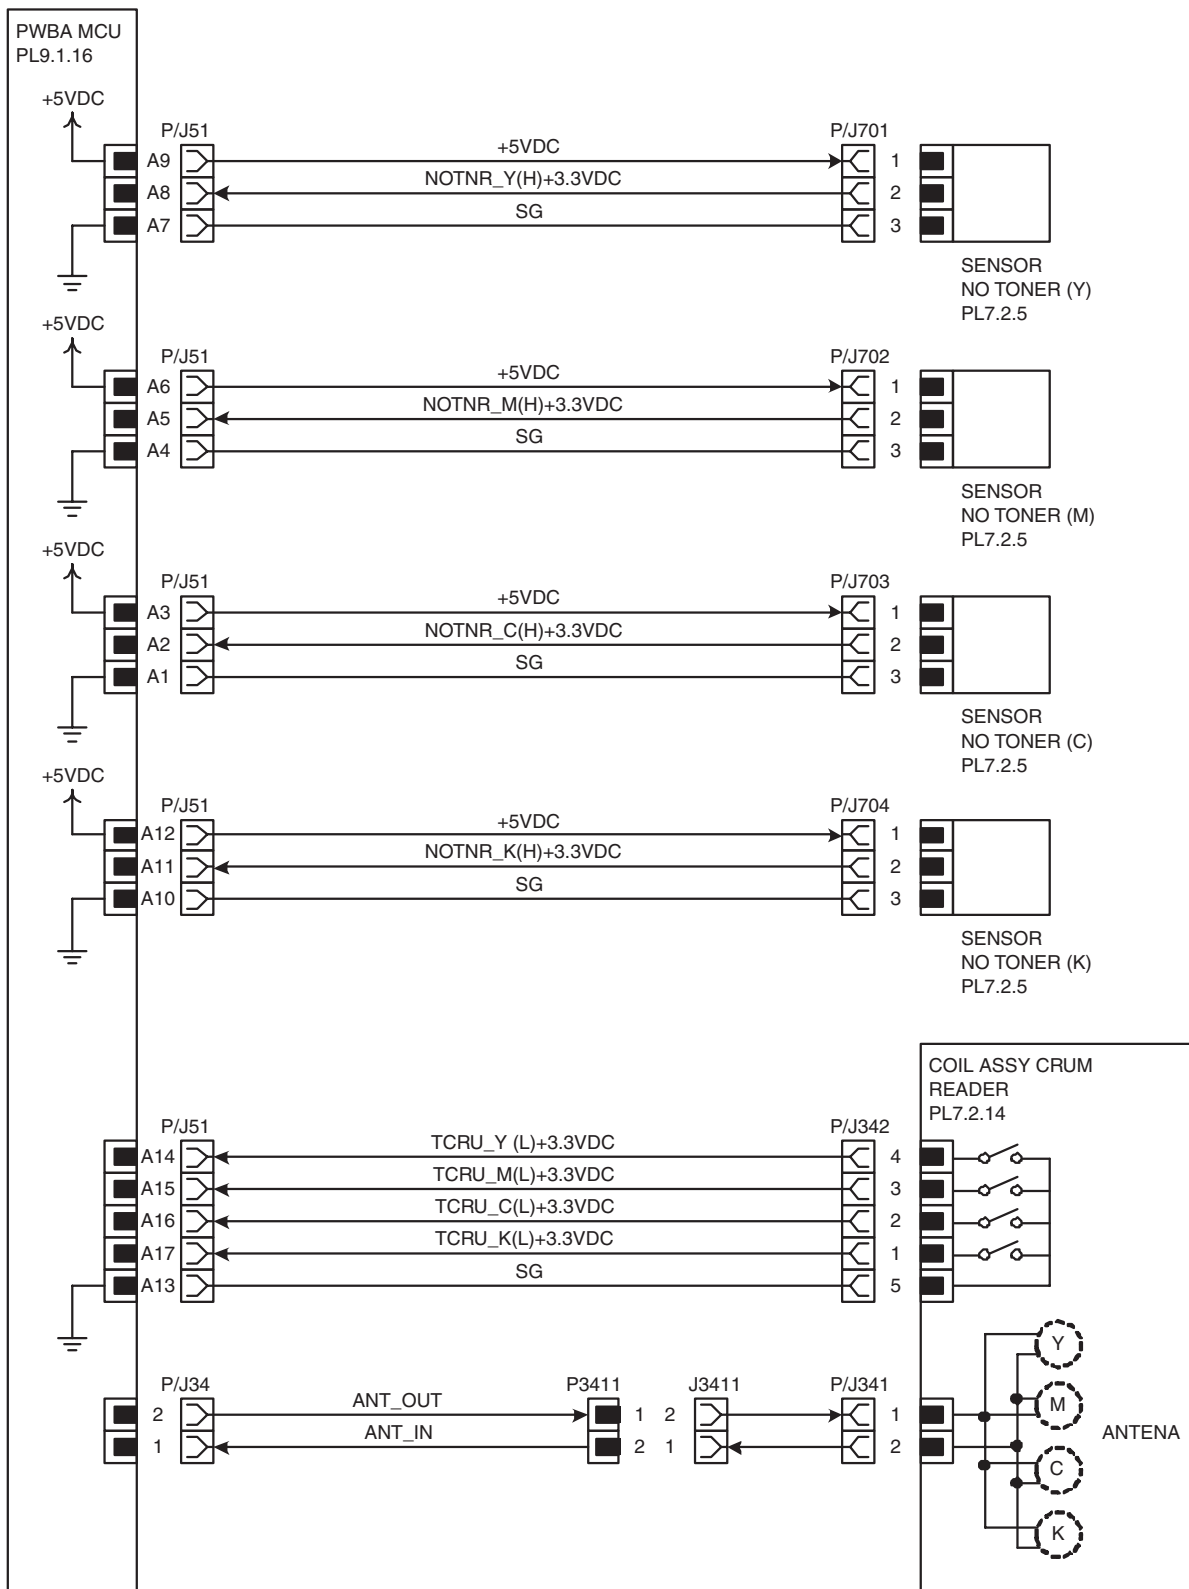 PWBA MCU
PL9.1.16
+5VDC
P/J51
P/J701
A9
+5VDC
1
A8
NOTNR_Y(H)+3.3VDC
2
A7
SG
3
SENSOR
NO TONER (Y)
PL7.2.5
+5VDC
P/J51
P/J702
A6
+5VDC
1
A5
NOTNR_M(H)+3.3VDC
2
A4
SG
3
SENSOR
NO TONER (M)
PL7.2.5
+5VDC
P/J51
P/J703
A3
+5VDC
1
A2
NOTNR_C(H)+3.3VDC
2
A1
SG
3
SENSOR
NO TONER (C)
PL7.2.5
+5VDC
P/J51
P/J704
A12
+5VDC
1
A11
NOTNR_K(H)+3.3VDC
2
A10
SG
3
SENSOR
NO TONER (K)
PL7.2.5
COIL ASSY CRUM
READER
PL7.2.14
P/J51
P/J342
A14
TCRU_Y (L)+3.3VDC
4
A15
TCRU_M(L)+3.3VDC
3
A16
TCRU_C(L)+3.3VDC
2
A17
TCRU_K(L)+3.3VDC
1
A13
SG
5
P/J34
P3411
J3411
P/J341
2
ANT_OUT
1
2
1
1
ANT_IN
2
1
2
Y
M
C
K
ANTENA